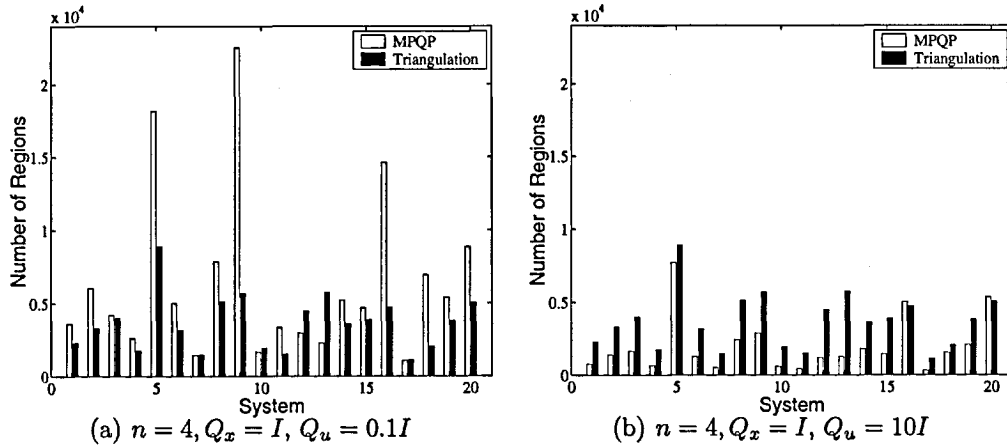 x 10^4
MPQP
Triangulation
Number of Regions
2
1.5
1
0.5
0
0 5 10 15 20
System
(a) n = 4, Q_x = I, Q_u = 0.1I
x 10^4
MPQP
Triangulation
Number of Regions
2
1.5
1
0.5
0
0 5 10 15 20
System
(b) n = 4, Q_x = I, Q_u = 10I